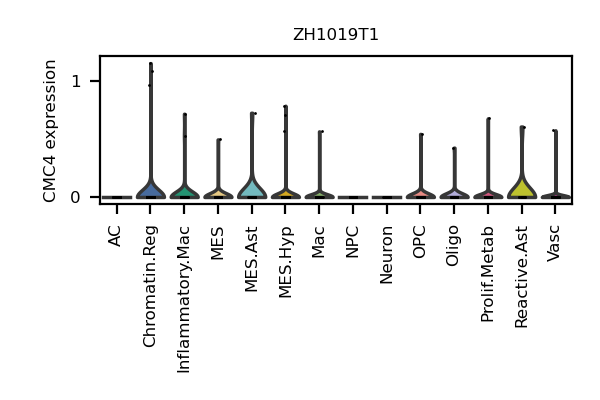 ZH1019T1
CMC4 expression
1
0
AC
Chromatin.Reg
Inflammatory.Mac
MES
MES.Ast
MES.Hyp
Mac
NPC
Neuron
OPC
Oligo
Prolif.Metab
Reactive.Ast
Vasc